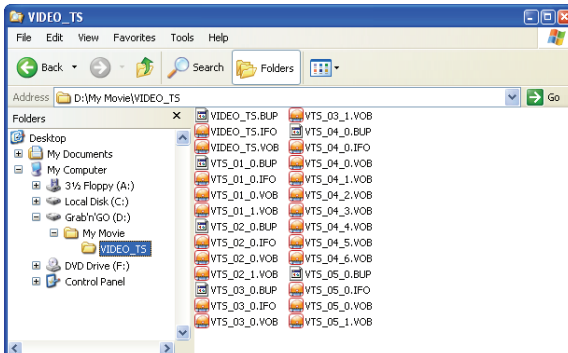 VIDEO_TS
File Edit View Favorites Tools Help
Back Search Folders
Address D:\My Movie\VIDEO_TS Go
Folders
Desktop
My Documents
My Computer
3½ Floppy (A:)
Local Disk (C:)
Grab'n'GO (D:)
My Movie
VIDEO_TS
DVD Drive (F:)
Control Panel
VIDEO_TS.BUP
VIDEO_TS.IFO
VIDEO_TS.VOB
VTS_01_0.BUP
VTS_01_0.IFO
VTS_01_0.VOB
VTS_01_1.VOB
VTS_02_0.BUP
VTS_02_0.IFO
VTS_02_0.VOB
VTS_02_1.VOB
VTS_03_0.BUP
VTS_03_0.IFO
VTS_03_0.VOB
VTS_03_1.VOB
VTS_04_0.BUP
VTS_04_0.IFO
VTS_04_0.VOB
VTS_04_1.VOB
VTS_04_2.VOB
VTS_04_3.VOB
VTS_04_4.VOB
VTS_04_5.VOB
VTS_04_6.VOB
VTS_05_0.BUP
VTS_05_0.IFO
VTS_05_0.VOB
VTS_05_1.VOB